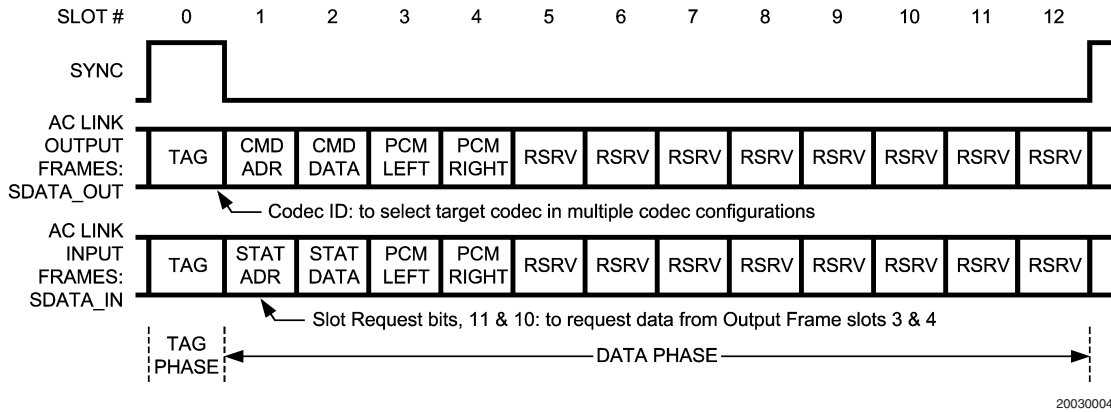 SLOT # 0 1 2 3 4 5 6 7 8 9 10 11 12
SYNC
AC LINK
OUTPUT
FRAMES:
SDATA_OUT
TAG
CMD
ADR
CMD
DATA
PCM
LEFT
PCM
RIGHT
RSRV RSRV RSRV RSRV RSRV RSRV RSRV RSRV
Codec ID: to select target codec in multiple codec configurations
AC LINK
INPUT
FRAMES:
SDATA_IN
TAG
STAT
ADR
STAT
DATA
PCM
LEFT
PCM
RIGHT
RSRV RSRV RSRV RSRV RSRV RSRV RSRV RSRV
Slot Request bits, 11 & 10: to request data from Output Frame slots 3 & 4
TAG
PHASE
DATA PHASE
20030004